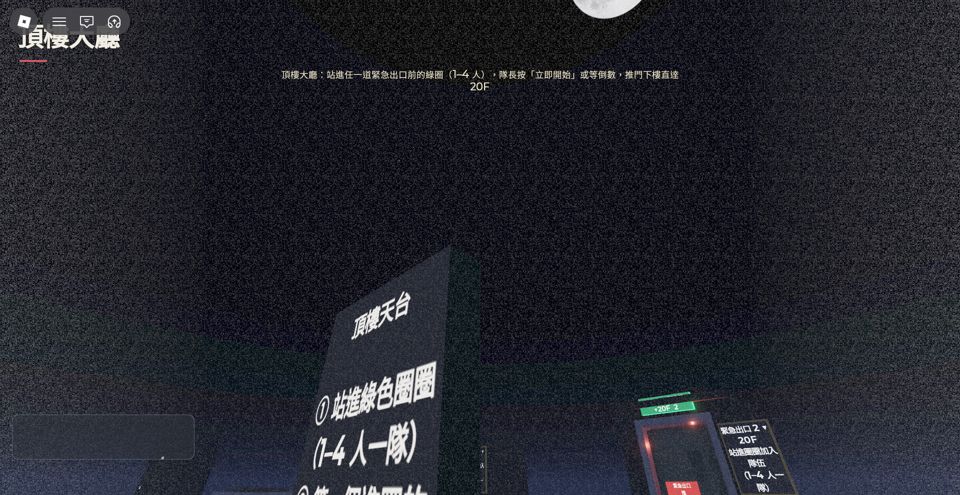 頂樓大廳
頂樓大廳：站進任一道緊急出口前的綠圈（1–4 人），隊長按「立即開始」或等倒數，推門下樓直達
20F
頂樓天台
① 站進綠色圈圈
(1-4 人一隊)
▼20F 2
緊急出口 2 ▼
20F
站進圈圈加入
隊伍
(1-4 人一
隊)
緊急出口